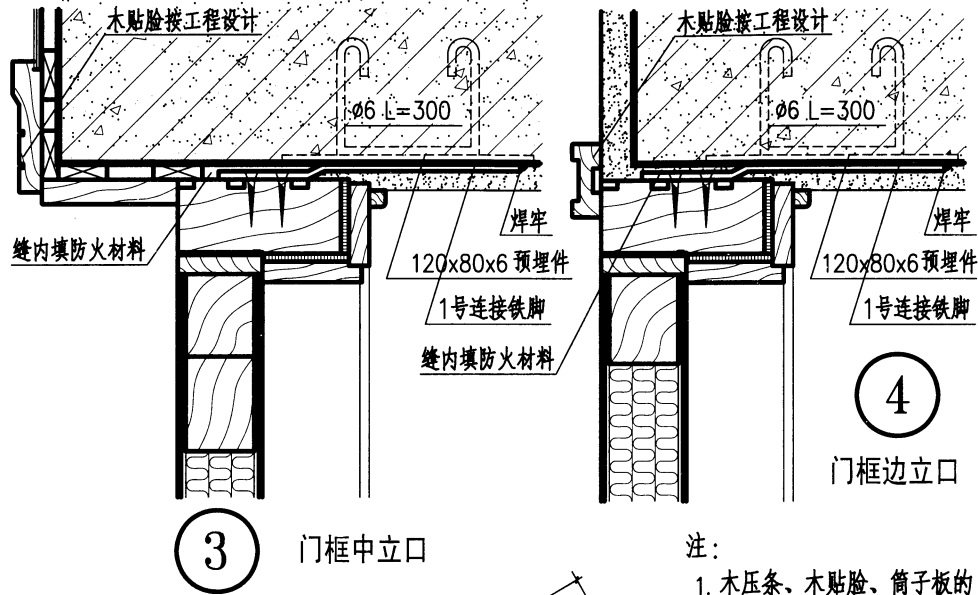 木贴脸按工程设计
木贴脸按工程设计
ø6 L=300
ø6 L=300
焊牢
焊牢
缝内填防火材料
120x80x6 预埋件
120x80x6 预埋件
1号连接铁脚
1号连接铁脚
缝内填防火材料
4
门框边立口
3
门框中立口
注:
1. 木压条、木贴脸、筒子板的